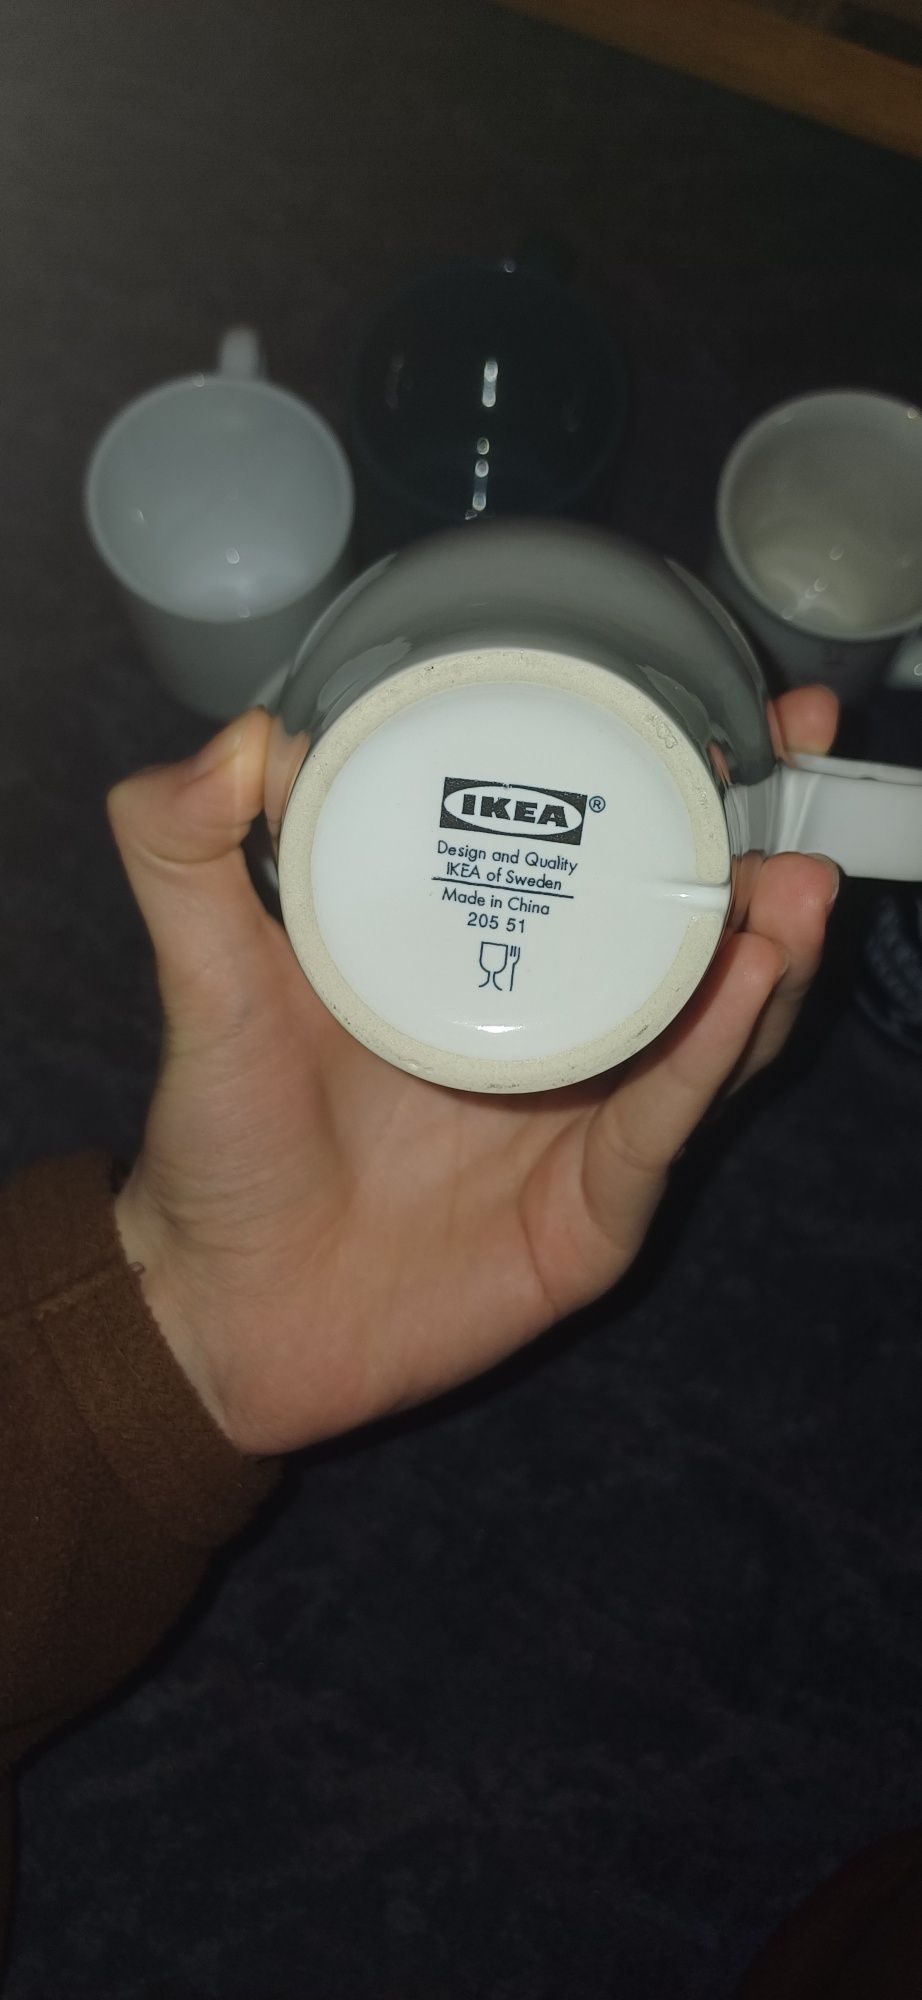 IKEA®
Design and Quality
IKEA of Sweden
Made in China
205 51